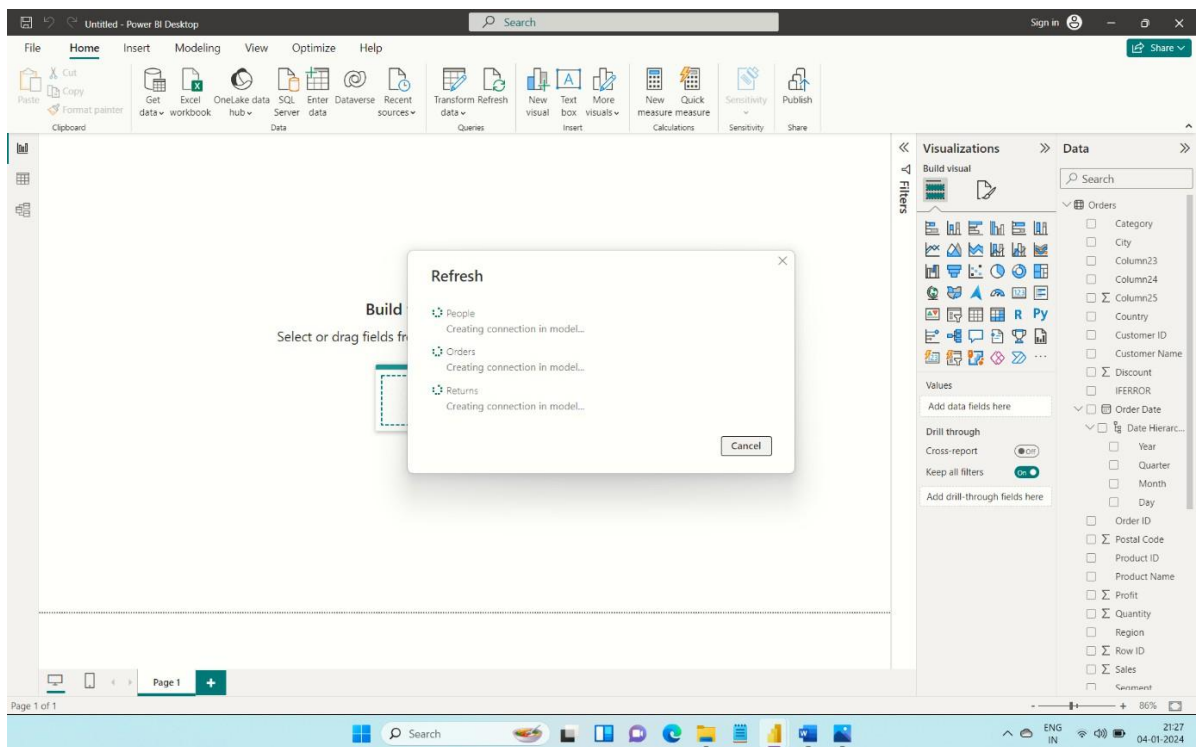 Untitled - Power BI Desktop
Search
Sign in
File Home Insert Modeling View Optimize Help
Share
Paste
Cut
Copy
Format painter
Clipboard
Get data
Excel workbook
OneLake data hub
SQL Server
Enter data
Dataverse
Recent sources
Data
Transform data
Refresh
Queries
New visual
Text box
More visuals
Insert
New measure
Quick measure
Calculations
Sensitivity
Sensitivity
Publish
Share
Build
Select or drag fields fr
Refresh
People
Creating connection in model...
Orders
Creating connection in model...
Returns
Creating connection in model...
Cancel
Filters
Visualizations
Build visual
123
R Py
Values
Add data fields here
Drill through
Cross-report
Off
Keep all filters
On
Add drill-through fields here
Data
Search
Orders
Category
City
Column23
Column24
Σ Column25
Country
Customer ID
Customer Name
Σ Discount
IFERROR
Order Date
Date Hierarc...
Year
Quarter
Month
Day
Order ID
Σ Postal Code
Product ID
Product Name
Σ Profit
Σ Quantity
Region
Σ Row ID
Σ Sales
Segment
Page 1
Page 1 of 1
- + 86%
Search
ENG
IN
21:27
04-01-2024